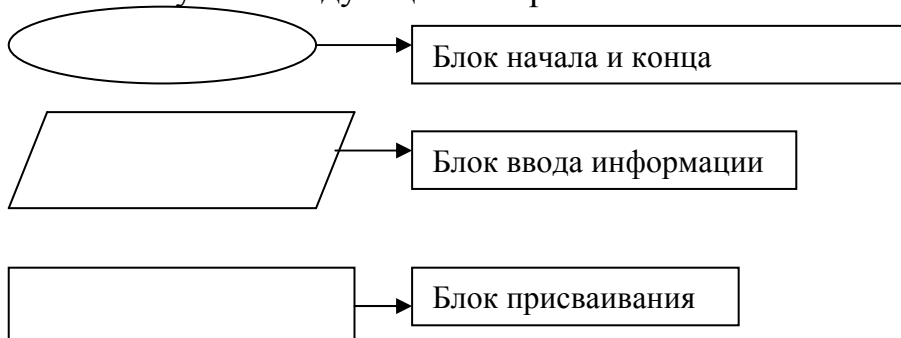 Блок начала и конца
Блок ввода информации
Блок присваивания